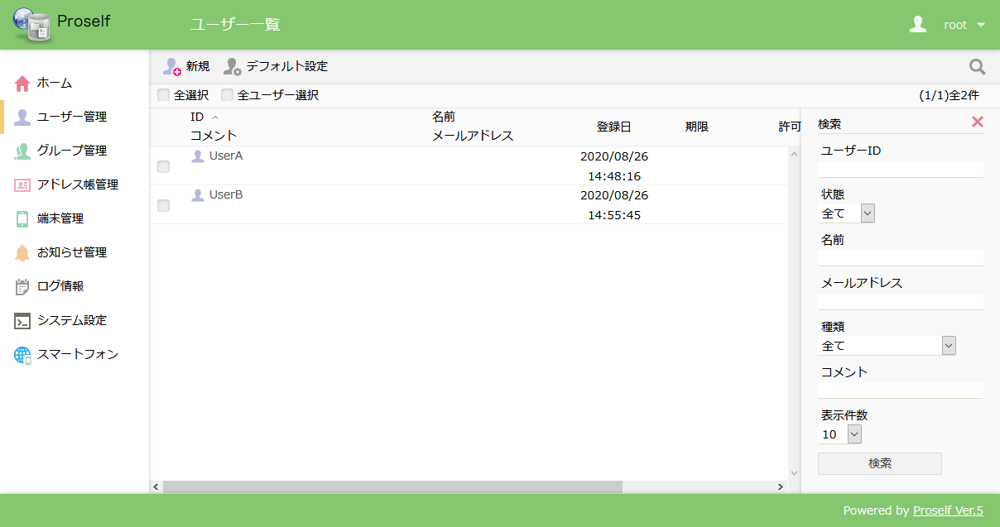 Proself
ユーザー一覧
root
ホーム
ユーザー管理
グループ管理
アドレス帳管理
端末管理
お知らせ管理
ログ情報
システム設定
スマートフォン
新規 デフォルト設定
全選択 全ユーザー選択 (1/1)全2件
ID 名前 登録日 期限 許可
コメント メールアドレス
UserA 2020/08/26
14:48:16
UserB 2020/08/26
14:55:45
検索
ユーザーID
状態
全て
名前
メールアドレス
種類
全て
コメント
表示件数
10
検索
Powered by Proself Ver.5